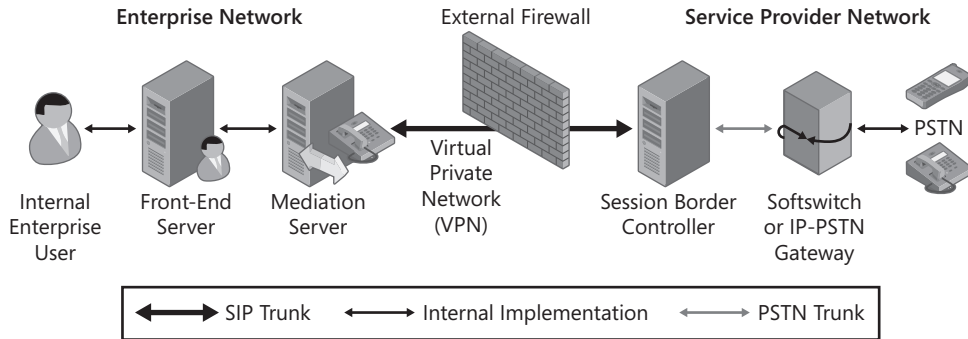 Enterprise Network
External Firewall
Service Provider Network
PSTN
Virtual
Private
Network
(VPN)
Internal
Enterprise
User
Front-End
Server
Mediation
Server
Session Border
Controller
Softswitch
or IP-PSTN
Gateway
SIP Trunk
Internal Implementation
PSTN Trunk